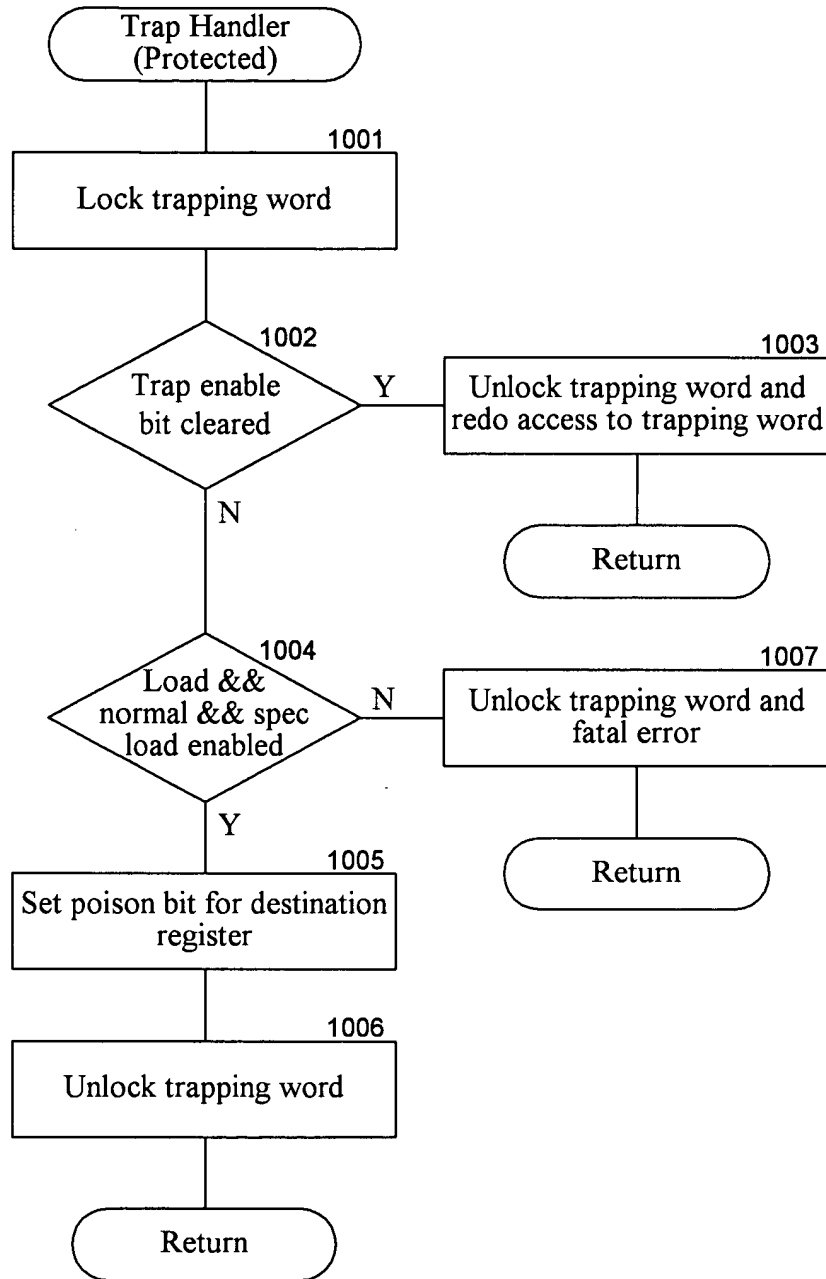 Trap Handler
(Protected)
1001
Lock trapping word
1002
Trap enable
bit cleared
Y
N
1003
Unlock trapping word and
redo access to trapping word
Return
1004
Load &&
normal && spec
load enabled
N
Y
1007
Unlock trapping word and
fatal error
Return
1005
Set poison bit for destination
register
1006
Unlock trapping word
Return